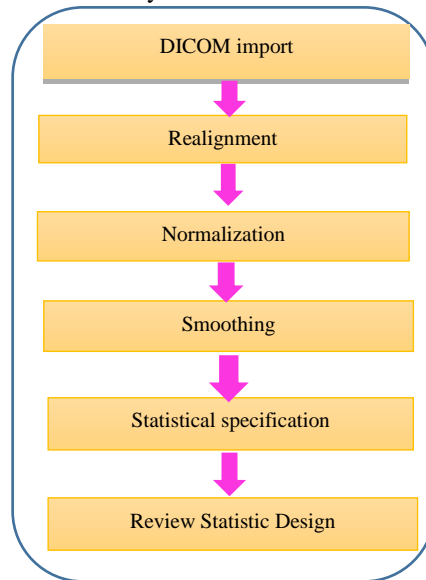 DICOM import
Realignment
Normalization
Smoothing
Statistical specification
Review Statistic Design